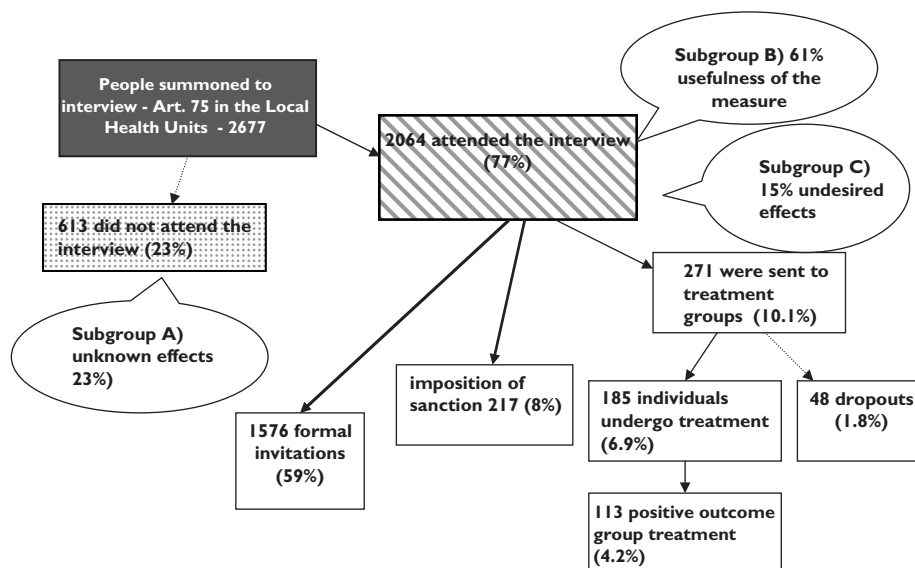 People summoned to
interview - Art. 75 in the Local
Health Units - 2677
2064 attended the interview
(77%)
Subgroup B) 61%
usefulness of the
measure
Subgroup C)
15% undesired
effects
613 did not attend the
interview (23%)
Subgroup A)
unknown effects
23%)
271 were sent to
treatment
groups (10.1%)
1576 formal
invitations
(59%)
imposition of
sanction 217 (8%)
185 individuals
undergo treatment
(6.9%)
48 dropouts
(1.8%)
113 positive outcome
group treatment
(4.2%)